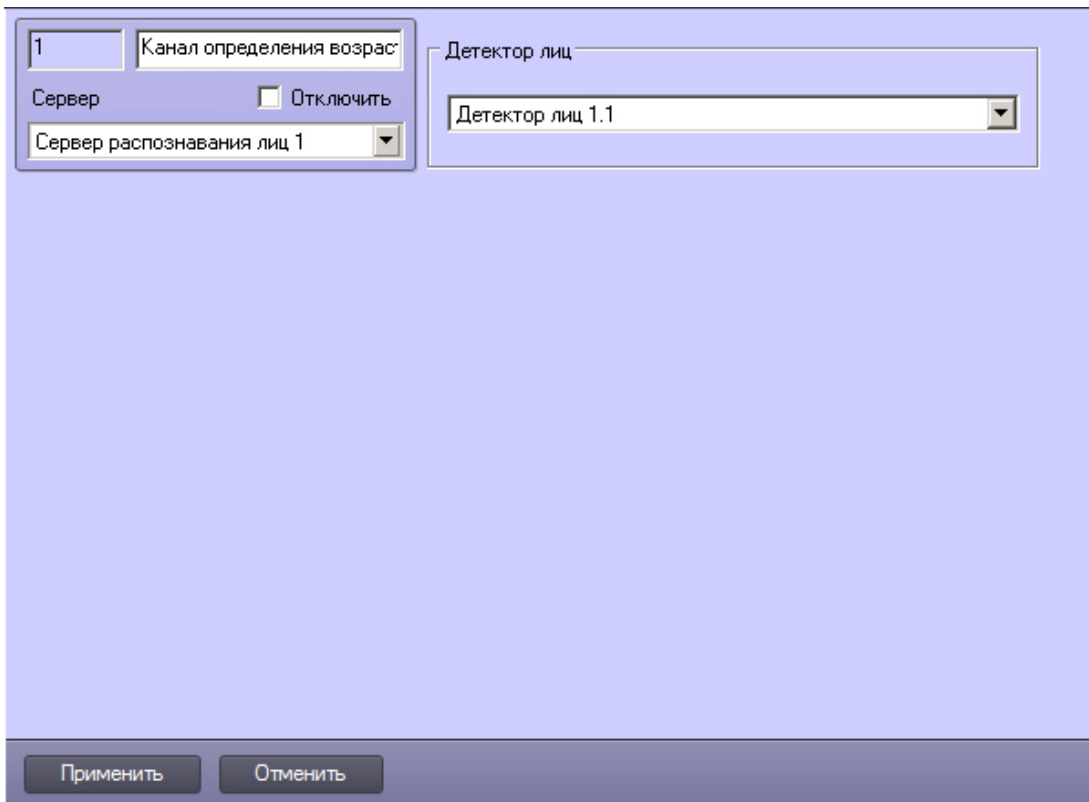 1 Канал определения возраст
Сервер Отключить
Сервер распознавания лиц 1
Детектор лиц
Детектор лиц 1.1
Применить Отменить